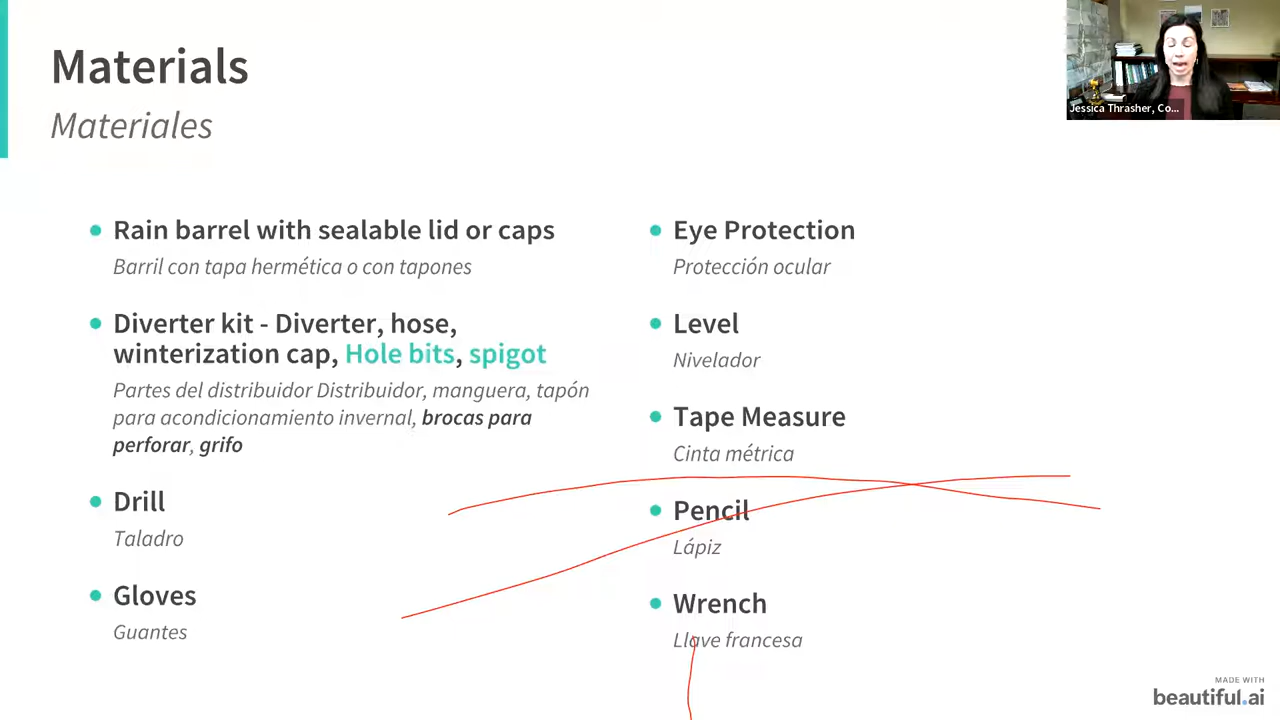 Materials
Materiales
Rain barrel with sealable lid or caps
Barril con tapa hermética o con tapones
Diverter kit - Diverter, hose,
winterization cap, Hole bits, spigot
Partes del distribuidor Distribuidor, manguera, tapón
para acondicionamiento invernal, brocas para
perforar, grifo
Drill
Taladro
Gloves
Guantes
Eye Protection
Protección ocular
Level
Nivelador
Tape Measure
Cinta métrica
Pencil
Lápiz
Wrench
Llave francesa
Jessica Thrasher, Co...
MADE WITH
beautiful.ai